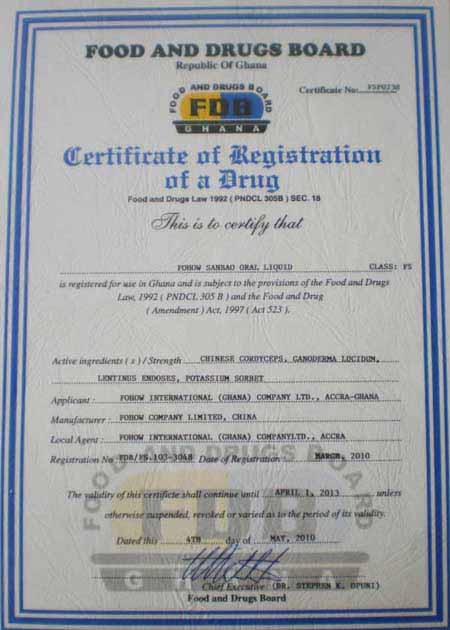 FOOD AND DRUGS BOARD
Republic Of Ghana
Certificate No: FSP0738
FOOD AND DRUGS BOARD
FDB
GHANA
Certificate of Registration
of a Drug
Food and Drugs Law 1992 ( PNDCL 305B ) SEC. 18
This is to certify that
FOHOW SANBAO ORAL LIQUID CLASS: FS
is registered for use in Ghana and is subject to the provisions of the Food and Drugs
Law, 1992 ( PNDCL 305 B ) and the Food and Drug
( Amendment ) Act, 1997 ( Act 523 ).
Active ingredients ( s ) / Strength CHINESE CORDYCEPS, GANODERMA LUCIDUM,
LENTINUS ENDOSES, POTASSIUM SORBET
Applicant : FOHOW INTERNATIONAL (GHANA) COMPANY LTD., ACCRA-GHANA
Manufacturer : FOHOW COMPANY LIMITED, CHINA
Local Agent : FOHOW INTERNATIONAL (GHANA) COMPANYLTD., ACCRA
Registration No FDB/FS.103-3048 Date of Registration : MARCH, 2010
The validity of this certificte shall continue until APRIL 1, 2013 unless
otherwise suspended, revoked or varied as to the period of its validity.
Dated this 4TH day of MAY, 2010
Chief Executive (DR. STEPHEN K. OPUNI)
Food and Drugs Board
FOOD AND DRUGS BOARD
FDB
GHANA